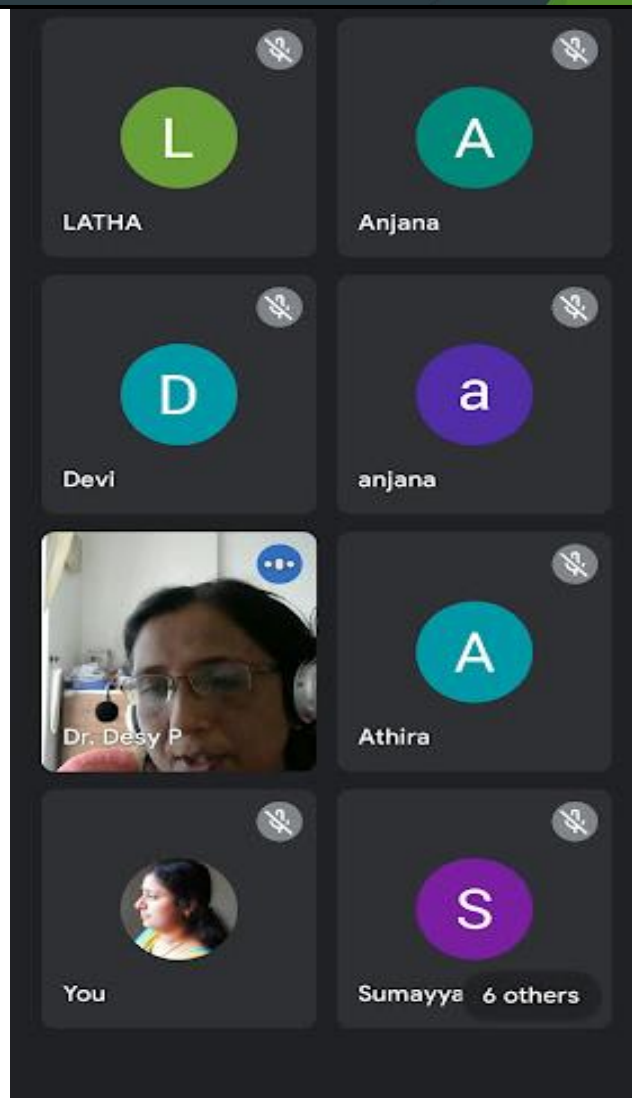 L
A
LATHA
Anjana
D
a
Devi
anjana
A
Dr. Desy P
Athira
S
You
Sumayya
6 others